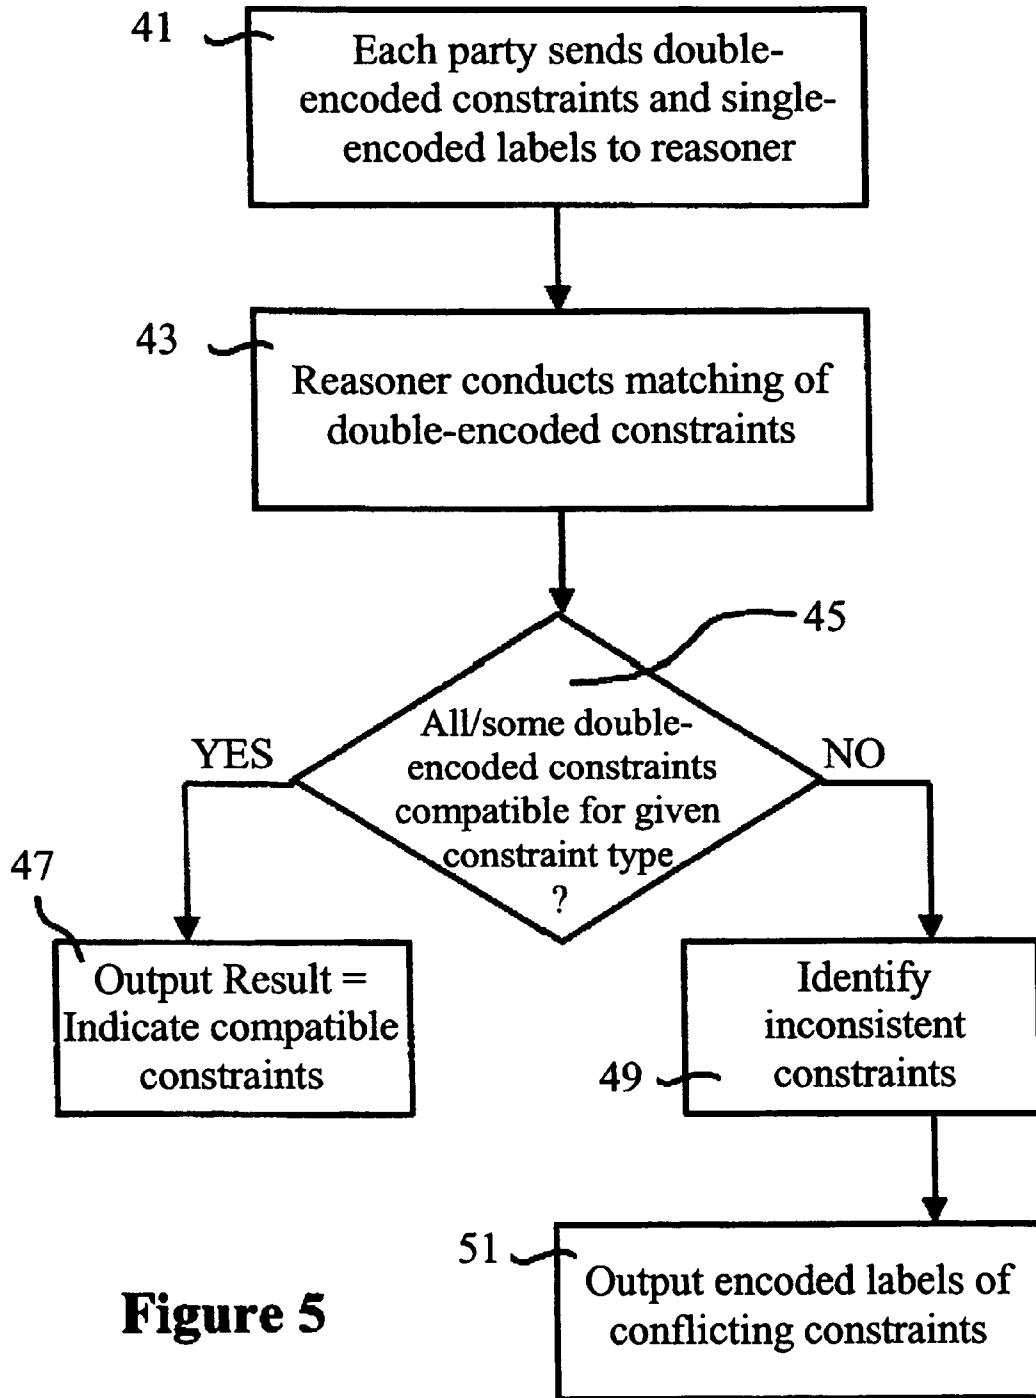 41
Each party sends double-
encoded constraints and single-
encoded labels to reasoner
43
Reasoner conducts matching of
double-encoded constraints
45
All/some double-
encoded constraints
compatible for given
constraint type
?
YES
NO
47
Output Result =
Indicate compatible
constraints
Identify
inconsistent
constraints
49
51
Output encoded labels of
conflicting constraints
Figure 5